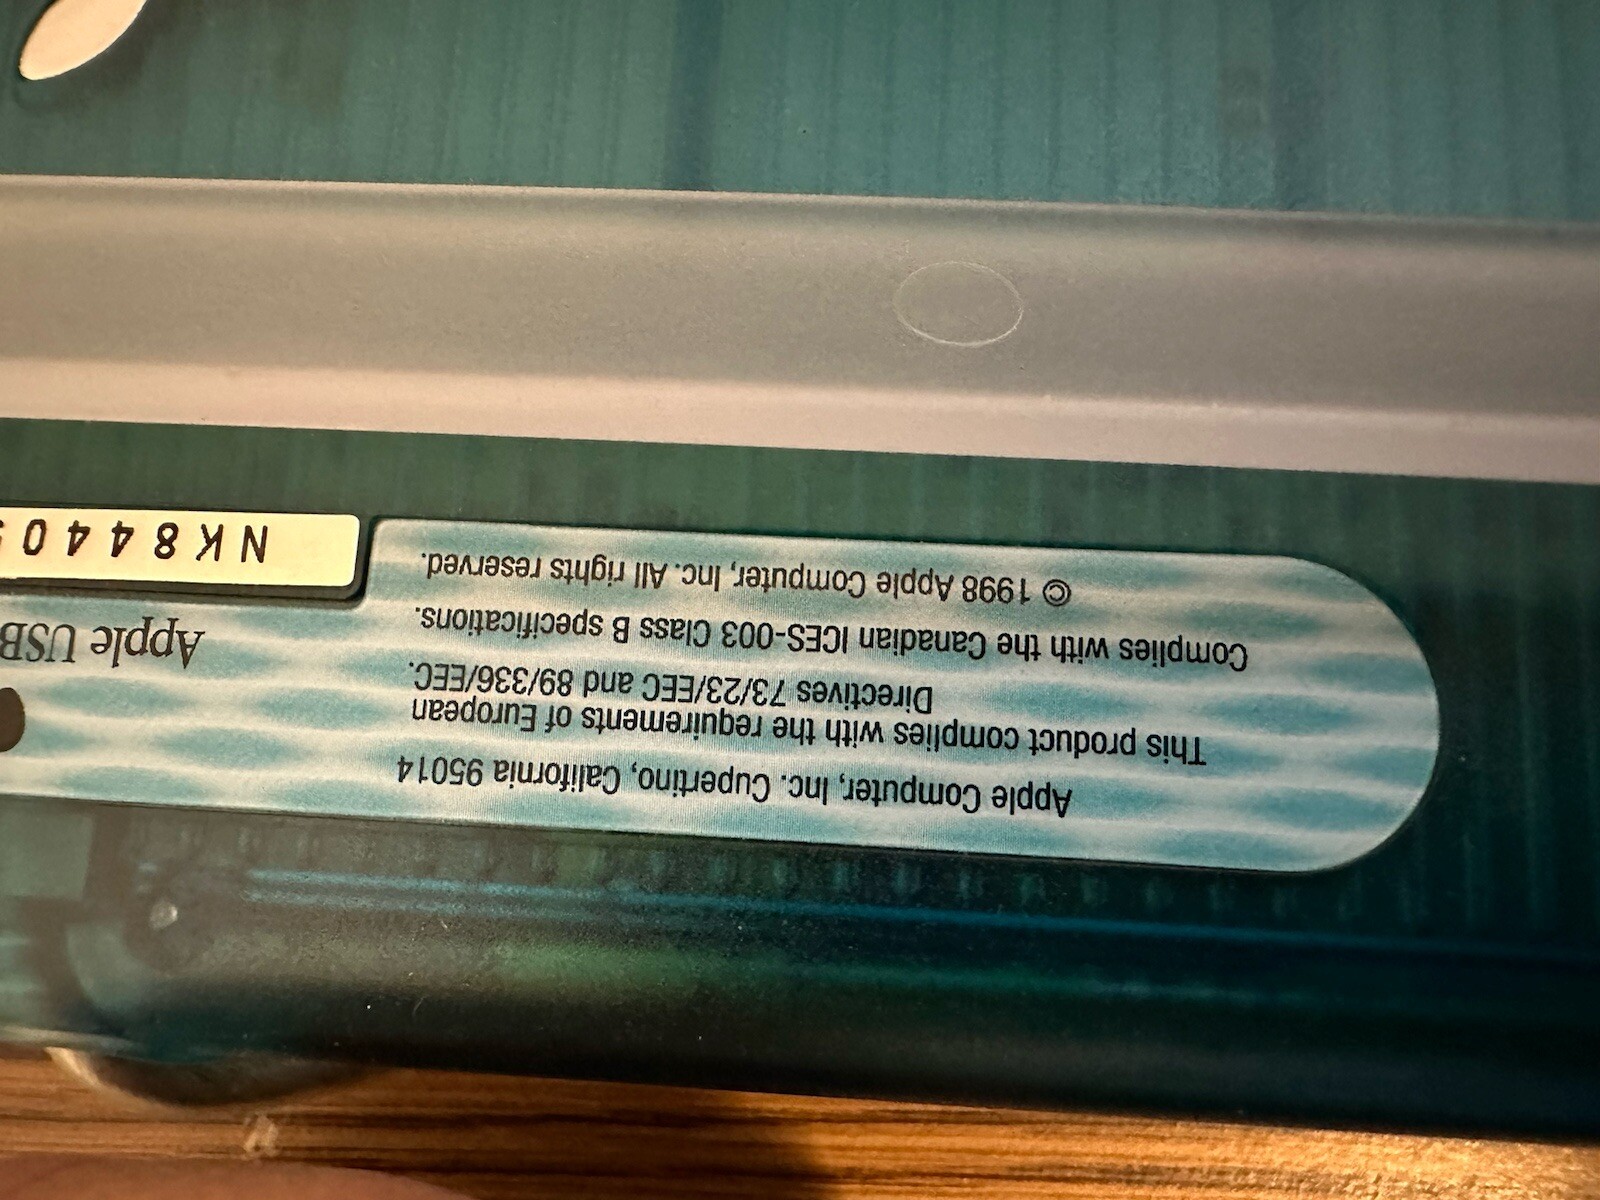 Apple Computer, Inc. Cupertino, California 95014
This product complies with the requirements of European
Directives 73/23/EEC and 89/336/EEC.
Complies with the Canadian ICES-003 Class B specifications.
© 1998 Apple Computer, Inc. All rights reserved.
Apple USB
NK8440